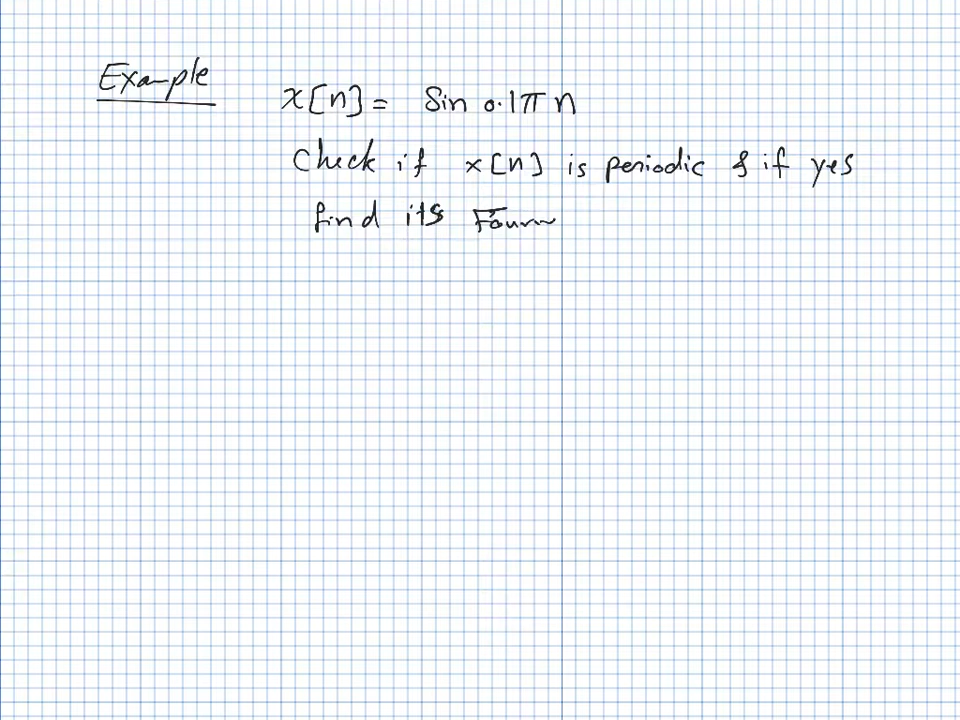 Example
x[n] = Sin 0.1π n
Check if x[n] is periodic & if yes
find its